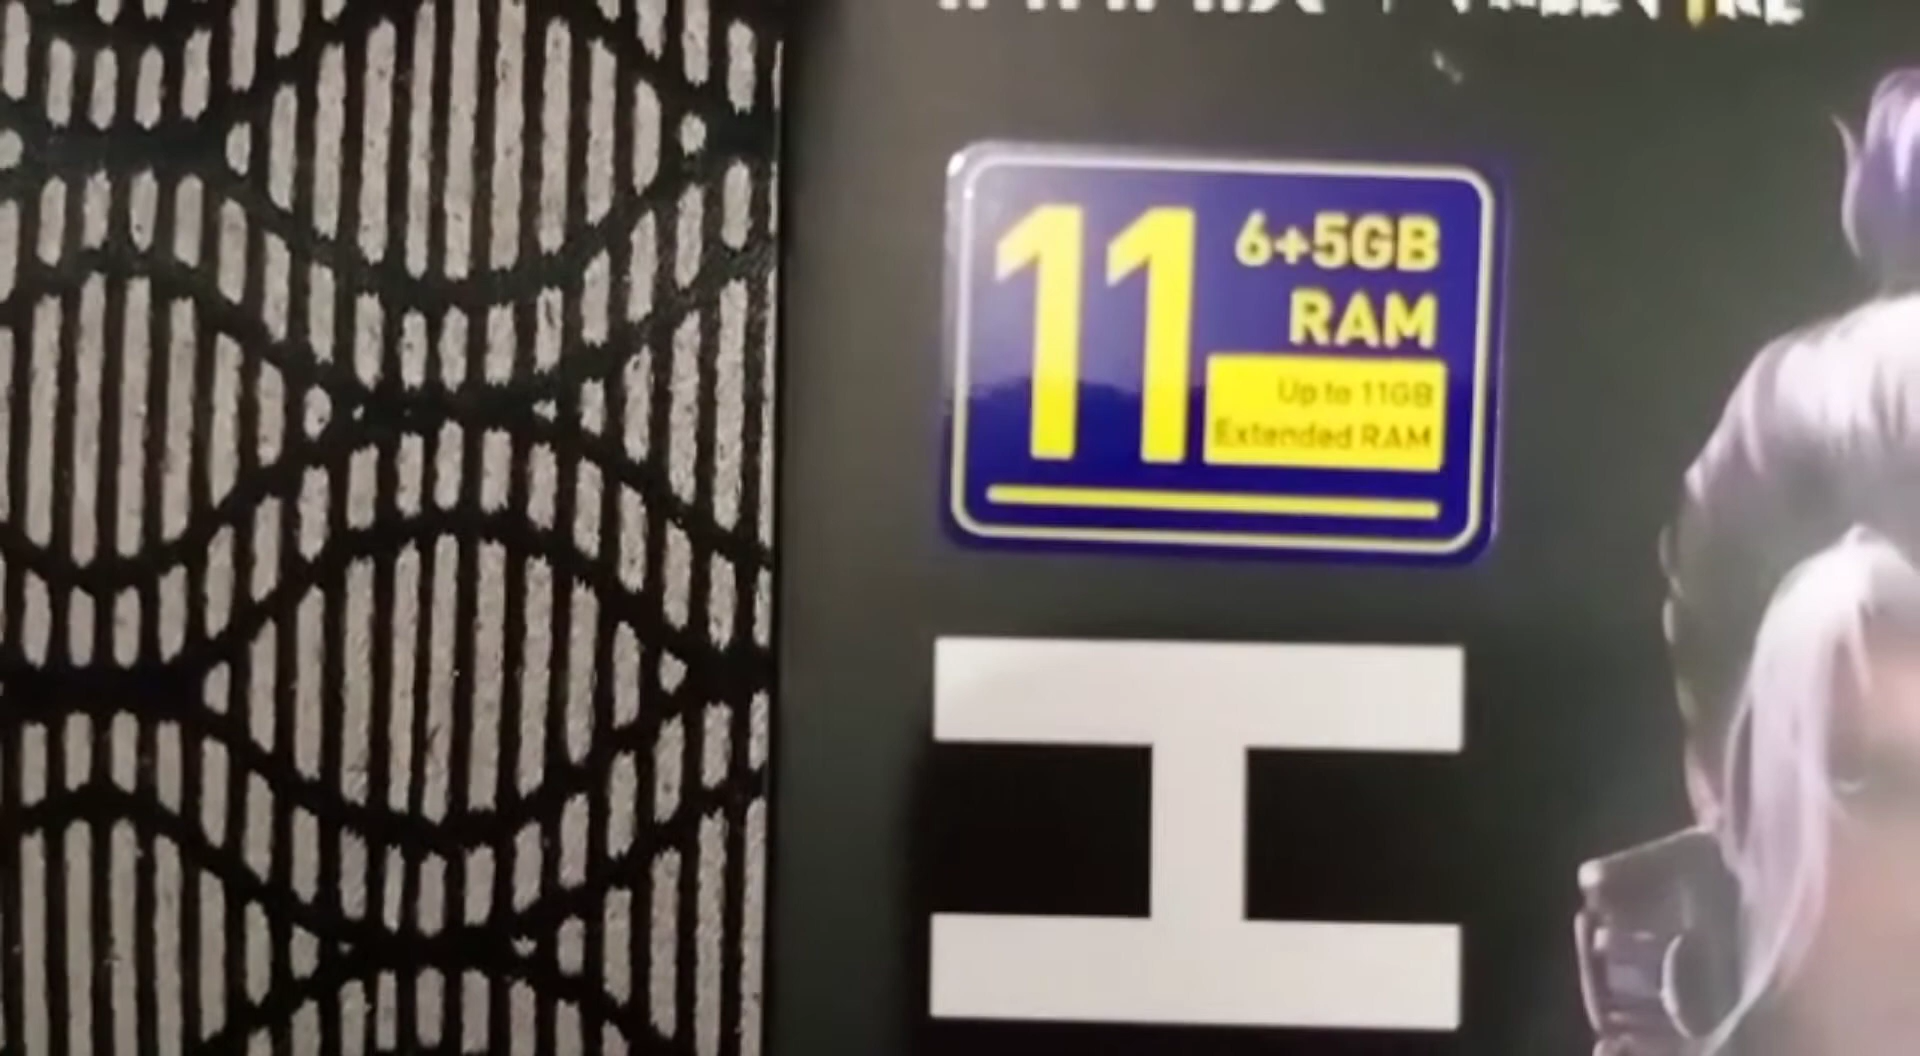 11
6+5GB
RAM
Up to 11GB
Extended RAM
H